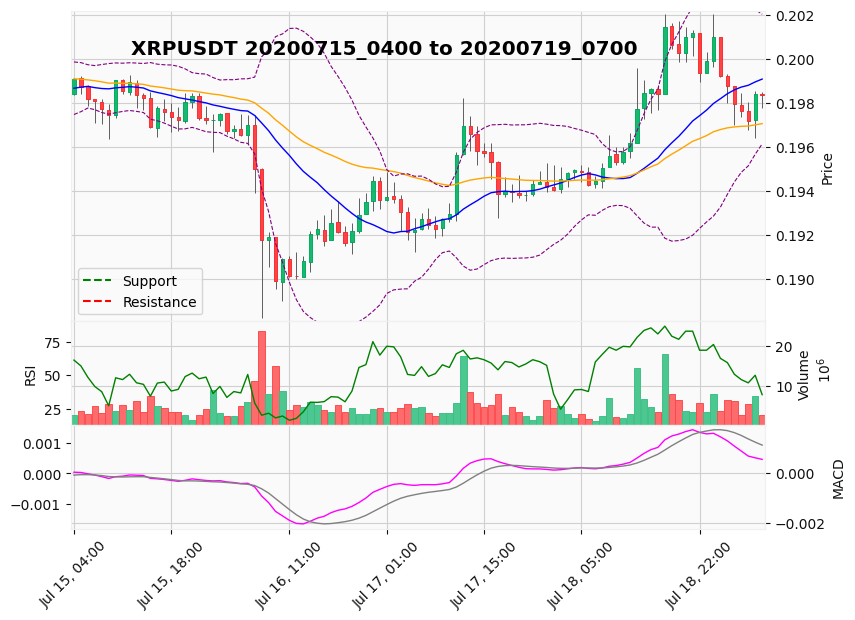 XRPUSDT 20200715_0400 to 20200719_0700
0.202
0.200
0.198
0.196
0.194
0.192
0.190
Price
Support
Resistance
75
50
25
RSI
20
10
Volume
10^6
0.001
0.000
−0.001
0.000
−0.002
MACD
Jul 15, 04:00
Jul 15, 18:00
Jul 16, 11:00
Jul 17, 01:00
Jul 17, 15:00
Jul 18, 05:00
Jul 18, 22:00